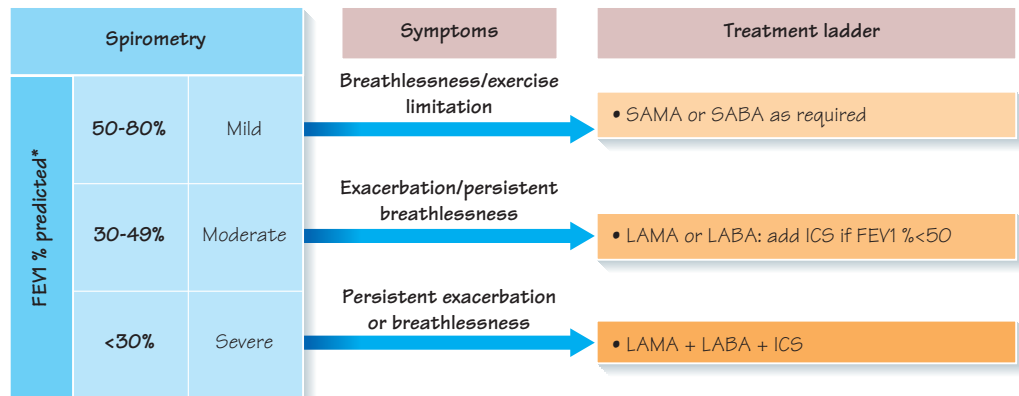 Spirometry
Symptoms
Treatment ladder
FEV1 % predicted*
50-80%
Mild
Breathlessness/exercise
limitation
• SAMA or SABA as required
30-49%
Moderate
Exacerbation/persistent
breathlessness
• LAMA or LABA: add ICS if FEV1 %<50
<30%
Severe
Persistent exacerbation
or breathlessness
• LAMA + LABA + ICS